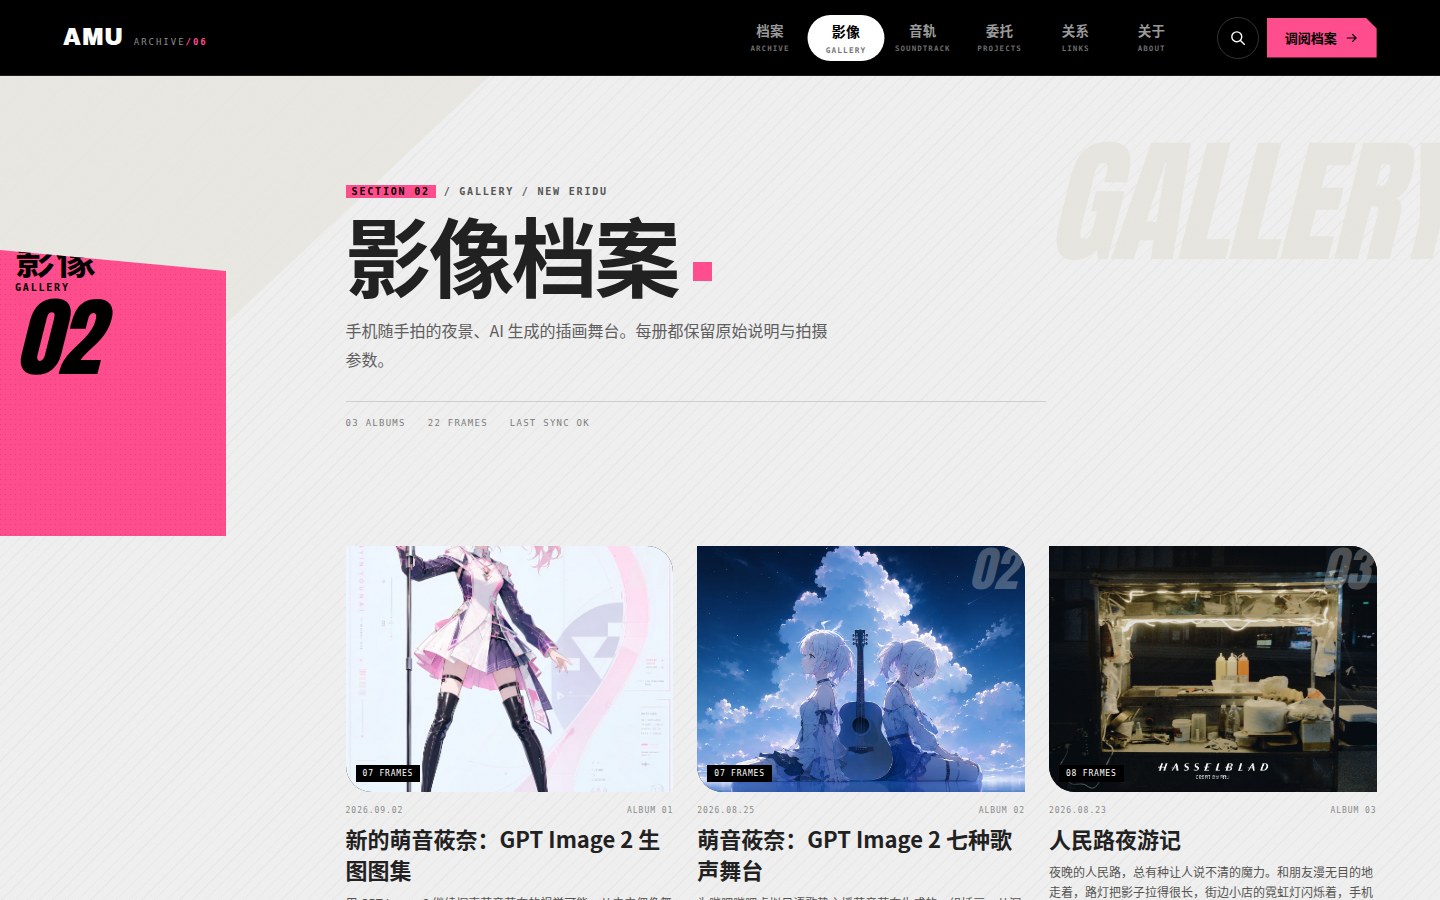 AMU ARCHIVE/06
档案
ARCHIVE
影像
GALLERY
音轨
SOUNDTRACK
委托
PROJECTS
关系
LINKS
关于
ABOUT
调阅档案 →
GALLERY
SECTION 02 / GALLERY / NEW ERIDU
影像档案
手机随手拍的夜景、AI 生成的插画舞台。每册都保留原始说明与拍摄
参数。
03 ALBUMS 22 FRAMES LAST SYNC OK
影像
GALLERY
02
07 FRAMES
2026.09.02 ALBUM 01
新的萌音莜奈：GPT Image 2 生
图图集
02
07 FRAMES
2026.08.25 ALBUM 02
萌音莜奈：GPT Image 2 七种歌
声舞台
03
HASSELBLAD
08 FRAMES
2026.08.23 ALBUM 03
人民路夜游记
夜晚的人民路，总有种让人说不清的魔力。和朋友漫无目的地
走着，路灯把影子拉得很长，街边小店的霓虹灯闪烁着，手机